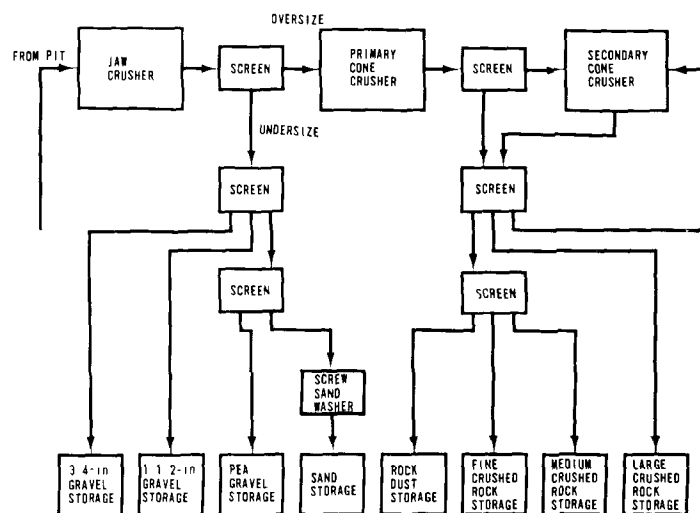 OVERSIZE
FROM PIT
JAW
CRUSHER
SCREEN
PRIMARY
CONE
CRUSHER
SCREEN
SECONDARY
CONE
CRUSHER
UNDERSIZE
SCREEN
SCREEN
SCREEN
SCREEN
SCREW
SAND
WASHER
3 4-in
GRAVEL
STORAGE
1 1 2-in
GRAVEL
STORAGE
PEA
GRAVEL
STORAGE
SAND
STORAGE
ROCK
DUST
STORAGE
FINE
CRUSHED
ROCK
STORAGE
MEDIUM
CRUSHED
ROCK
STORAGE
LARGE
CRUSHED
ROCK
STORAGE